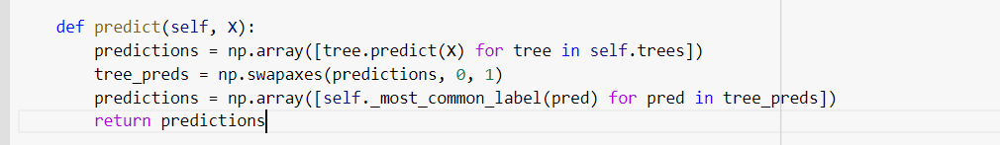 def predict(self, X):
    predictions = np.array([tree.predict(X) for tree in self.trees])
    tree_preds = np.swapaxes(predictions, 0, 1)
    predictions = np.array([self._most_common_label(pred) for pred in tree_preds])
    return predictions